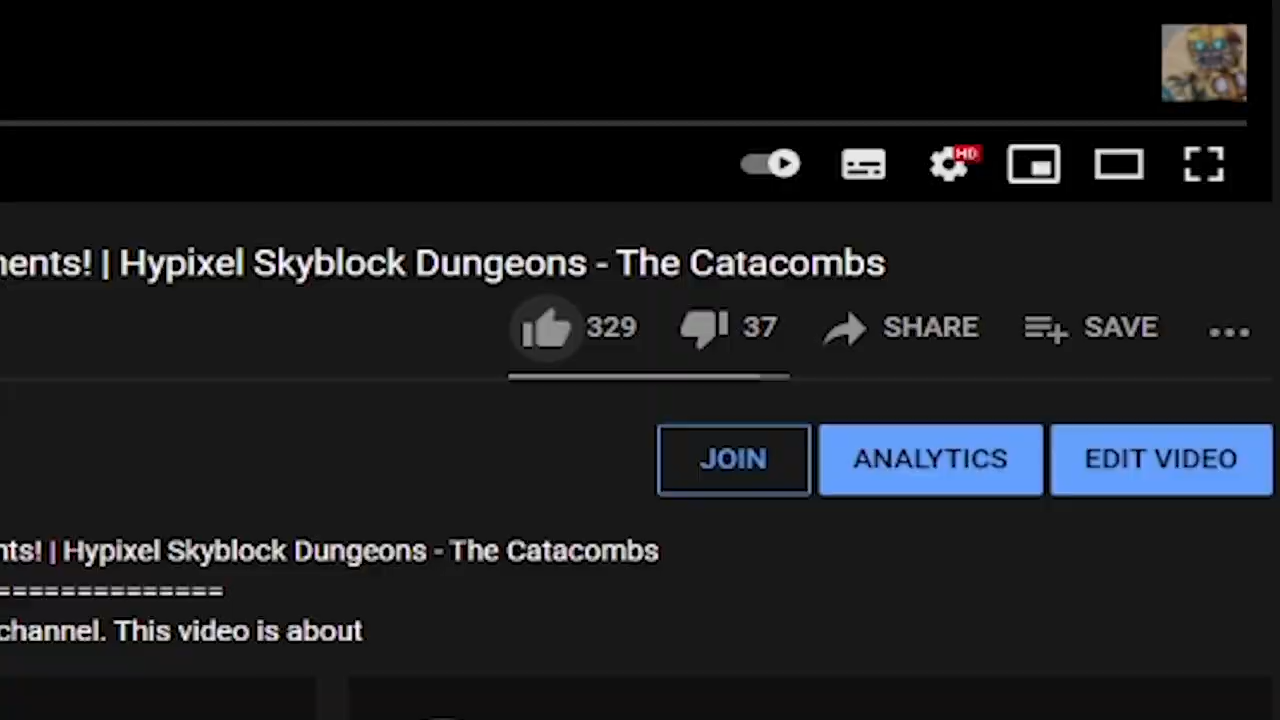 HD
ents! | Hypixel Skyblock Dungeons - The Catacombs
329 37 SHARE SAVE
JOIN ANALYTICS EDIT VIDEO
nts! | Hypixel Skyblock Dungeons - The Catacombs
==============
channel. This video is about